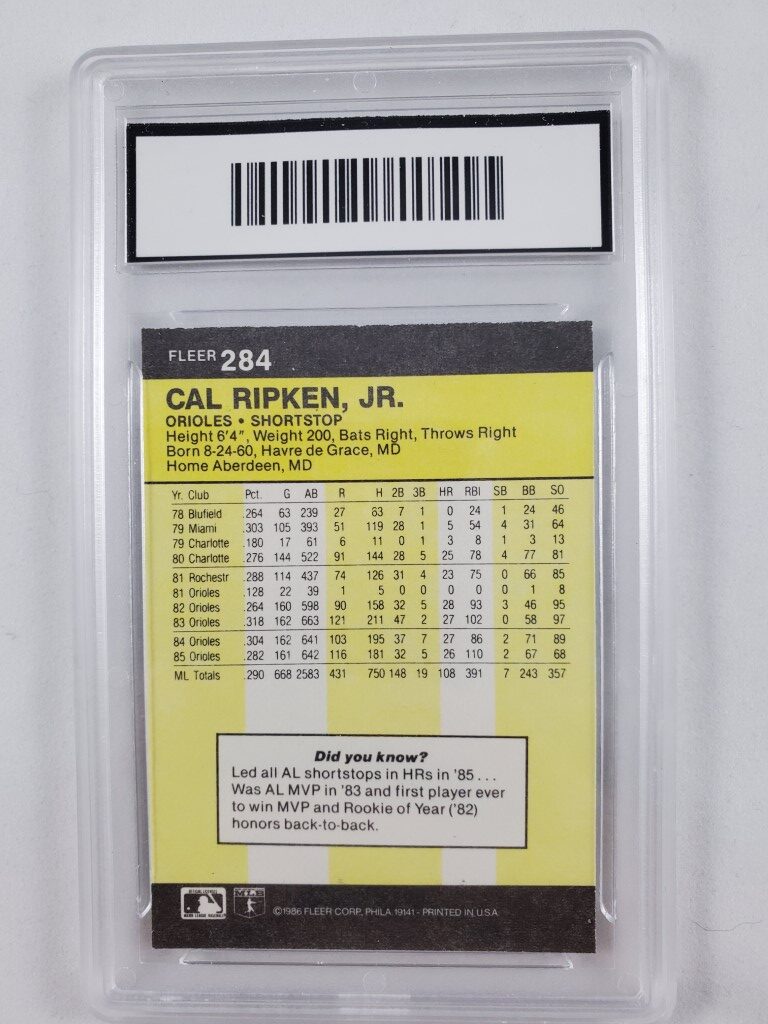 FLEER 284
CAL RIPKEN, JR.
ORIOLES • SHORTSTOP
Height 6'4", Weight 200, Bats Right, Throws Right
Born 8-24-60, Havre de Grace, MD
Home Aberdeen, MD
Yr. Club Pct. G AB R H 2B 3B HR RBI SB BB SO
78 Blufield .264 63 239 27 63 7 1 0 24 1 24 46
79 Miami .303 105 393 51 119 28 1 5 54 4 31 64
79 Charlotte .180 17 61 6 11 0 1 3 8 1 3 13
80 Charlotte .276 144 522 91 144 28 5 25 78 4 77 81
81 Rochestr .288 114 437 74 126 31 4 23 75 0 66 85
81 Orioles .128 22 39 1 5 0 0 0 0 0 1 8
82 Orioles .264 160 598 90 158 32 5 28 93 3 46 95
83 Orioles .318 162 663 121 211 47 2 27 102 0 58 97
84 Orioles .304 162 641 103 195 37 7 27 86 2 71 89
85 Orioles .282 161 642 116 181 32 5 26 110 2 67 68
ML Totals .290 668 2583 431 750 148 19 108 391 7 243 357
Did you know?
Led all AL shortstops in HRs in '85...
Was AL MVP in '83 and first player ever
to win MVP and Rookie of Year ('82)
honors back-to-back.
MLB
©1986 FLEER CORP., PHILA. 19141 - PRINTED IN U.S.A.